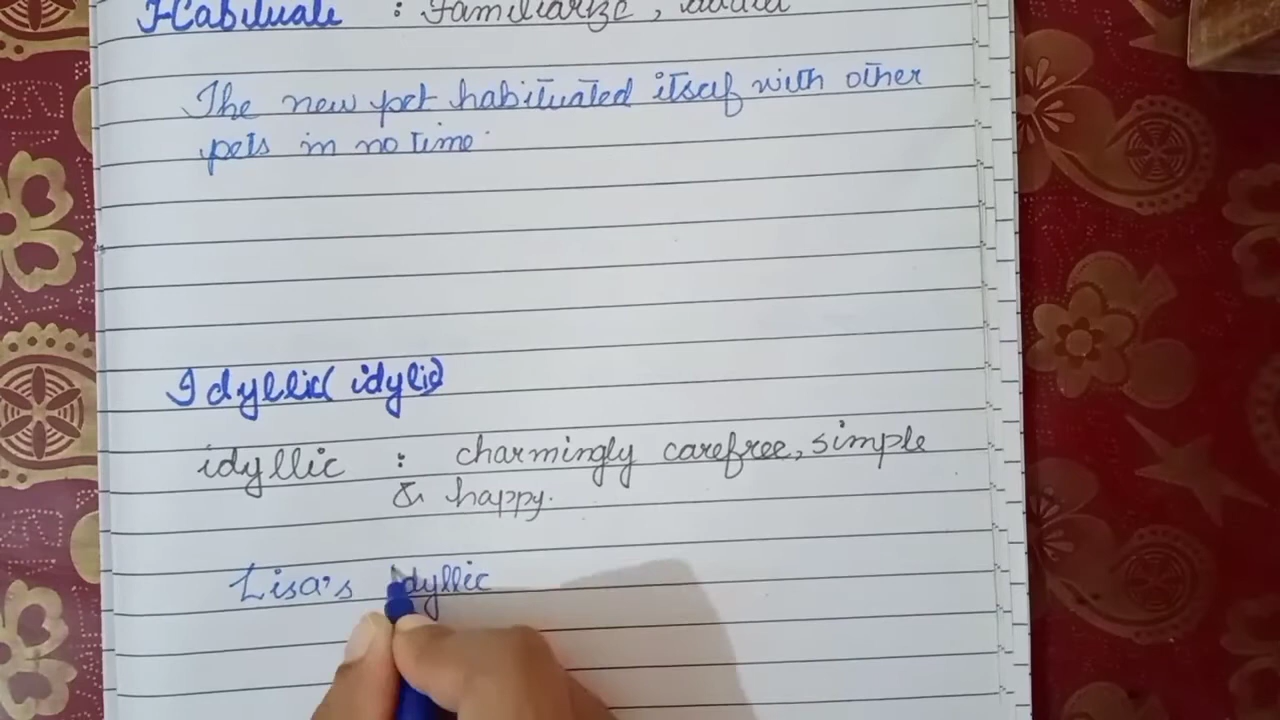 Habituate : Familiarize, addict
The new pet habituated itself with other
pets in no time.
Idyllic(idylic)
idyllic : charmingly carefree, simple
& happy.
Lisa's idyllic